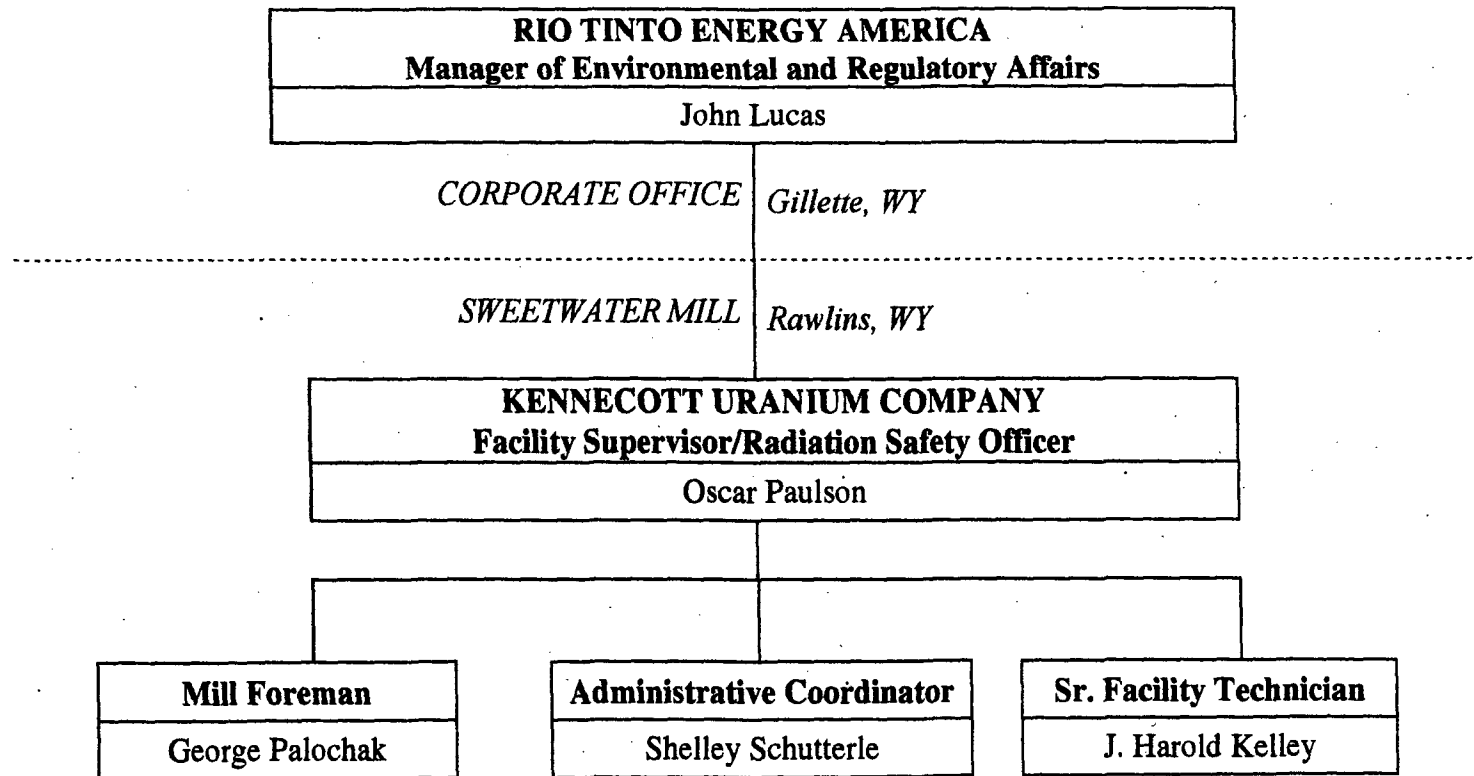 RIO TINTO ENERGY AMERICA
Manager of Environmental and Regulatory Affairs
John Lucas
CORPORATE OFFICE Gillette, WY
SWEETWATER MILL Rawlins, WY
KENNECOTT URANIUM COMPANY
Facility Supervisor/Radiation Safety Officer
Oscar Paulson
Mill Foreman
George Palochak
Administrative Coordinator
Shelley Schutterle
Sr. Facility Technician
J. Harold Kelley